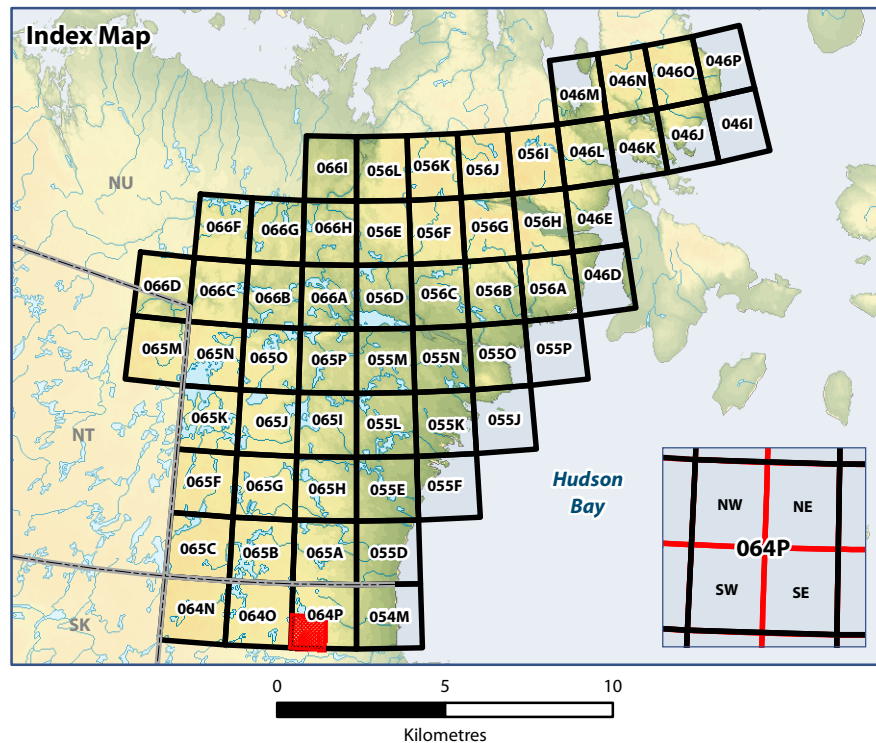 Index Map
046M 046N 046O 046P
066I 056L 056K 056J 056I 046L 046K 046J 046I
NU
066F 066G 066H 056E 056F 056G 056H 046E
066D 066C 066B 066A 056D 056C 056B 056A 046D
065M 065N 065O 065P 055M 055N 055O 055P
065K 065J 065I 055L 055K 055J
NT
065F 065G 065H 055E 055F
Hudson
Bay
065C 065B 065A 055D
064N 064O 064P 054M
SK
NW NE
064P
SW SE
0 5 10
Kilometres